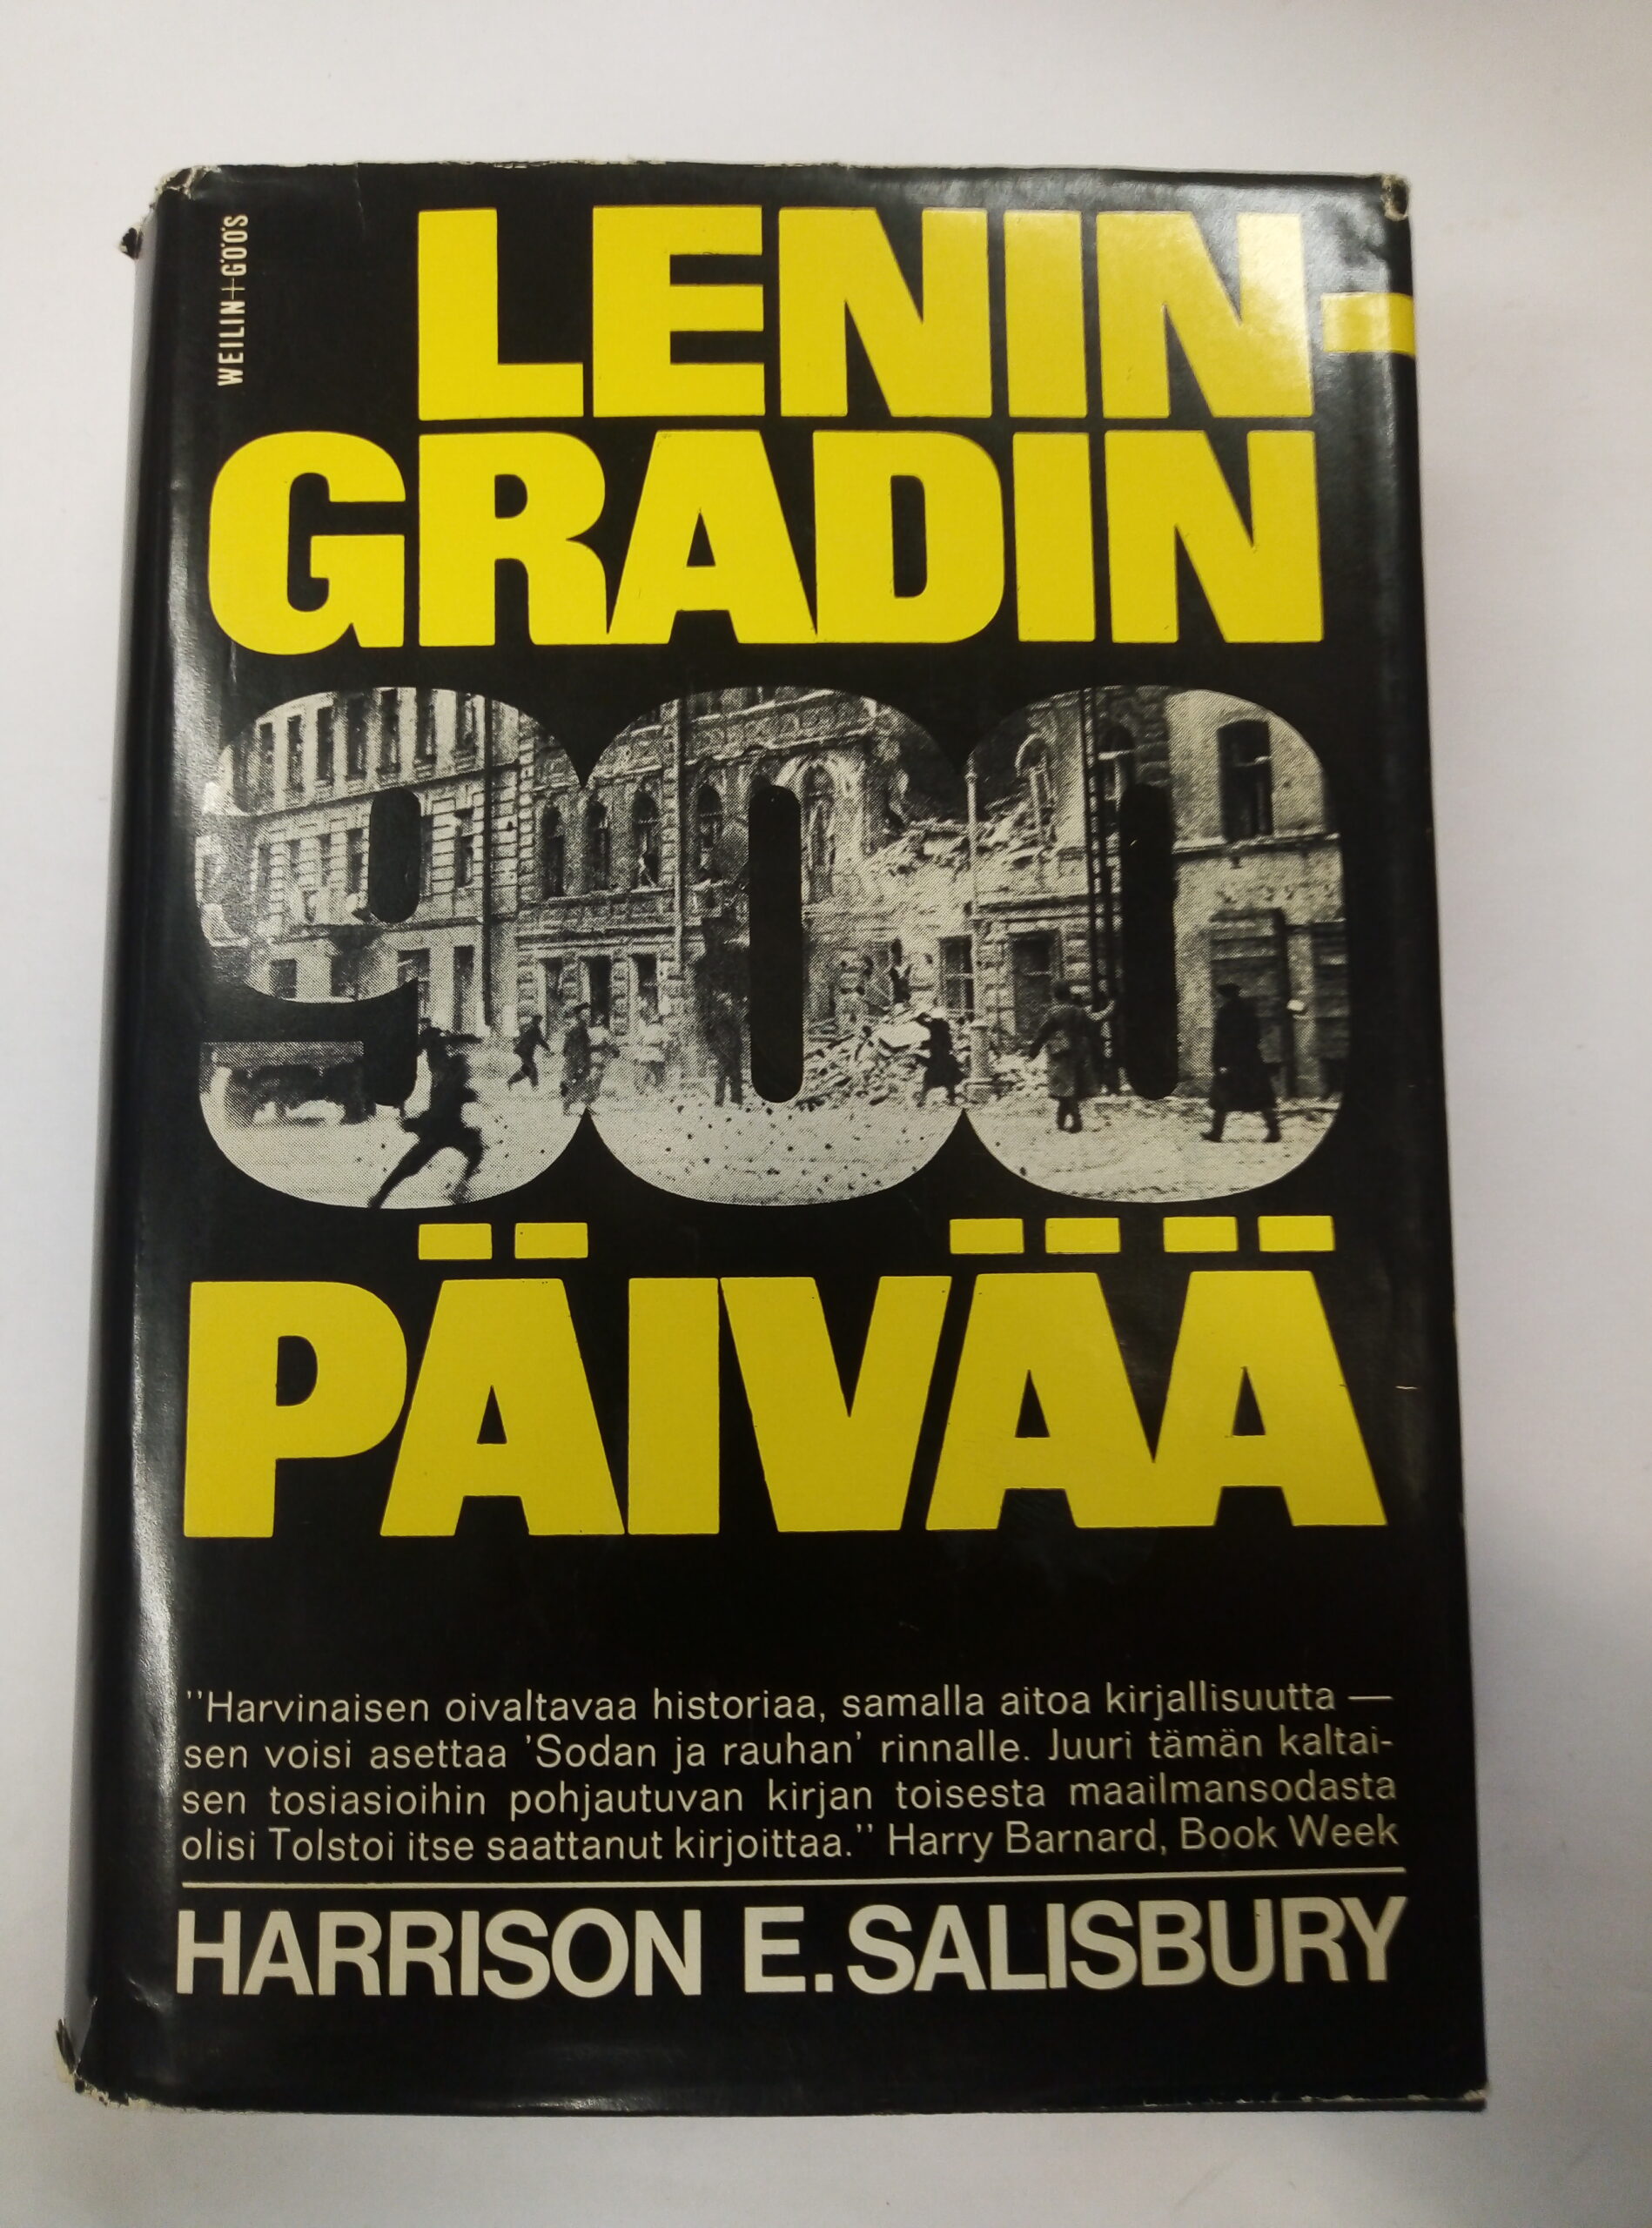 WEILIN+GÖÖS
LENIN-
GRADIN
900
PÄIVÄÄ
"Harvinaisen oivaltavaa historiaa, samalla aitoa kirjallisuutta —
sen voisi asettaa 'Sodan ja rauhan' rinnalle. Juuri tämän kaltai-
sen tosiasioihin pohjautuvan kirjan toisesta maailmansodasta
olisi Tolstoi itse saattanut kirjoittaa." Harry Barnard, Book Week
HARRISON E. SALISBURY